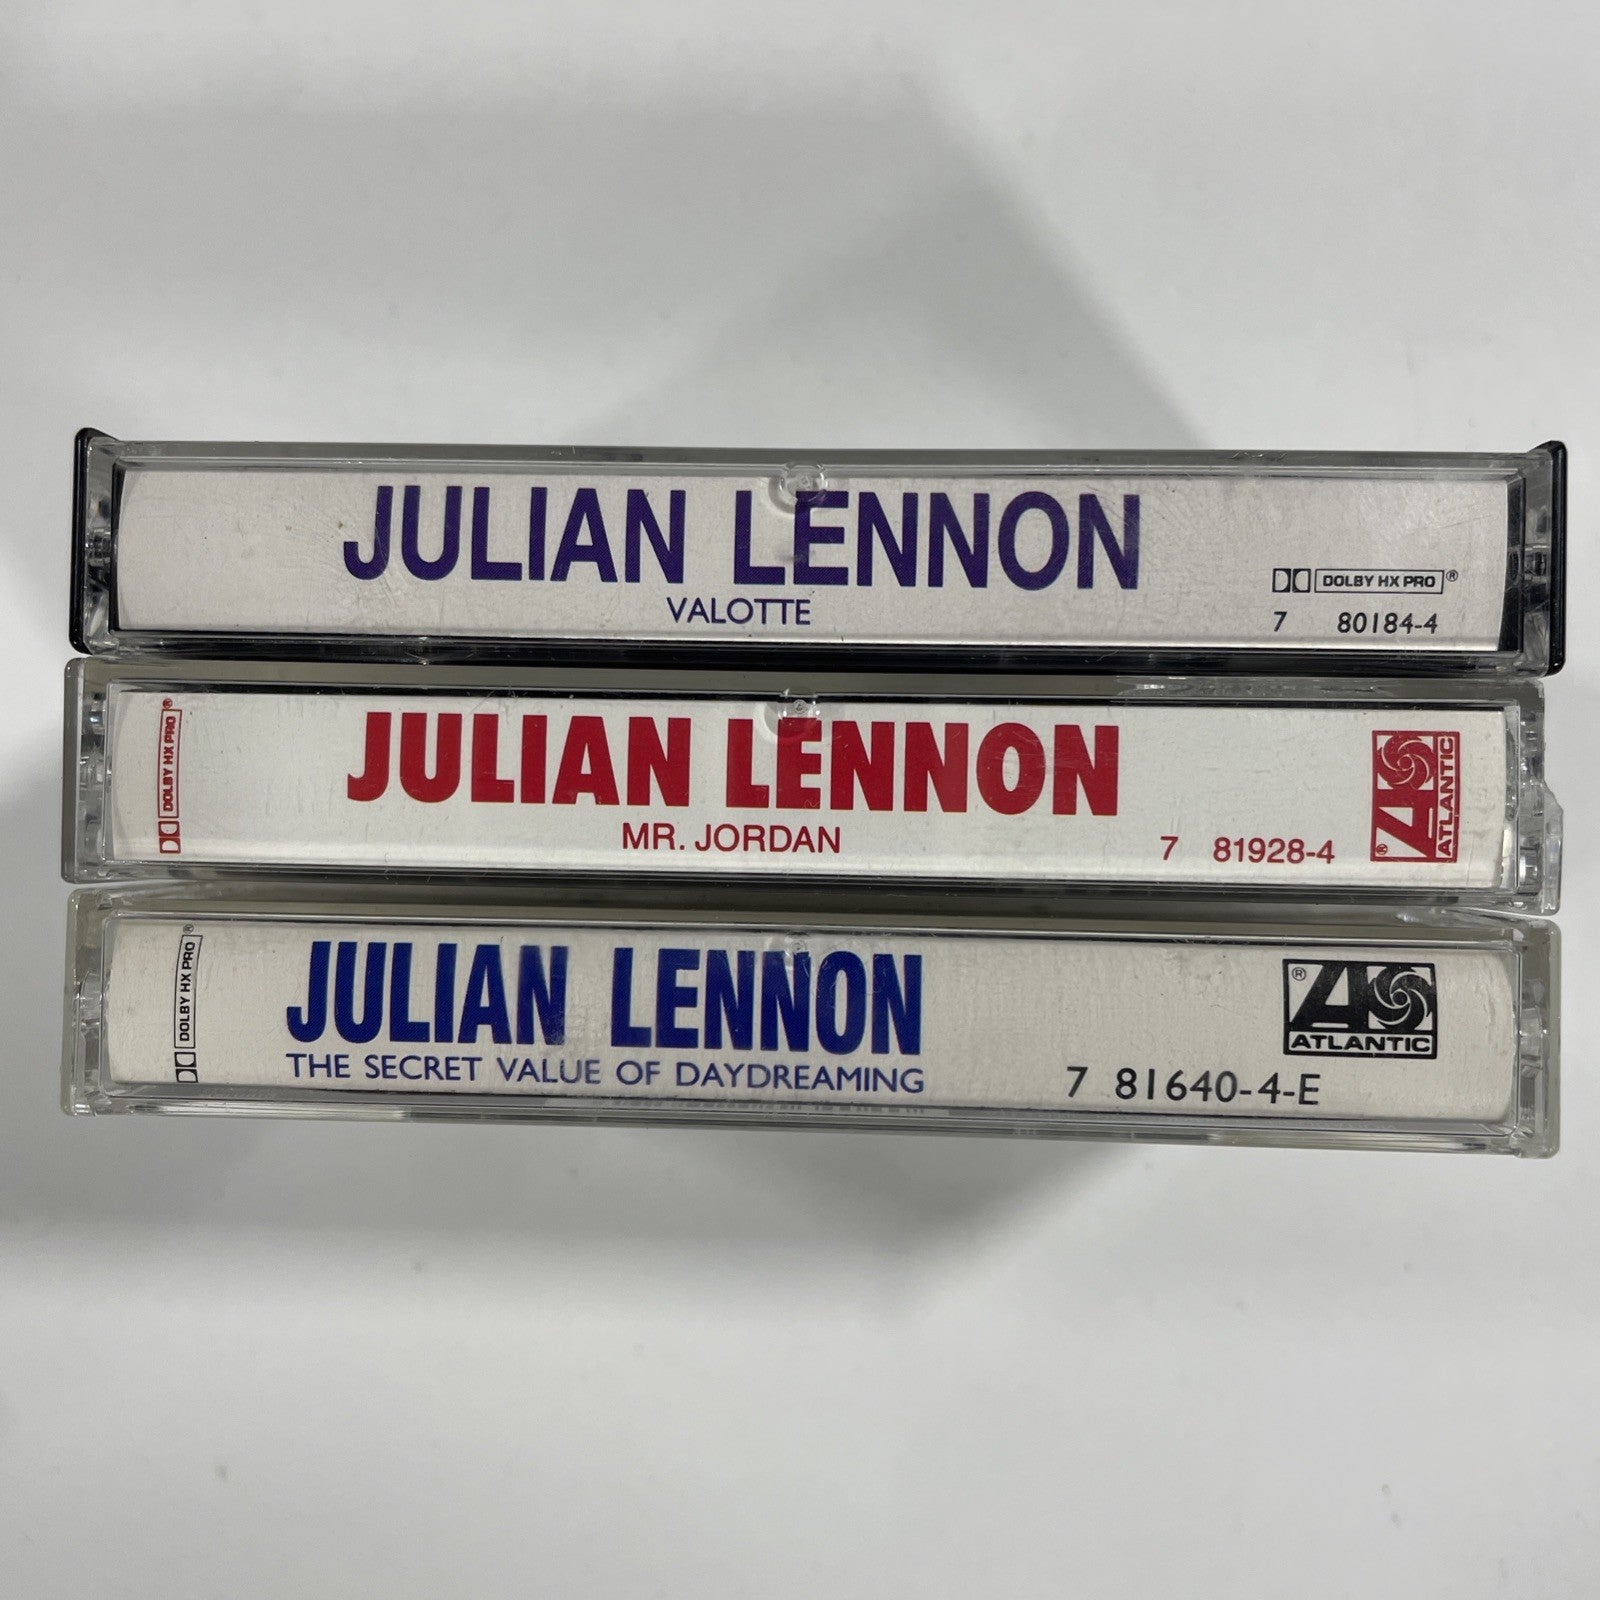 JULIAN LENNON
VALOTTE
DOLBY HX PRO®
7 80184-4
DOLBY HX PRO®
JULIAN LENNON
MR. JORDAN
7 81928-4
® ATLANTIC
DOLBY HX PRO®
JULIAN LENNON
THE SECRET VALUE OF DAYDREAMING
® ATLANTIC
7 81640-4-E